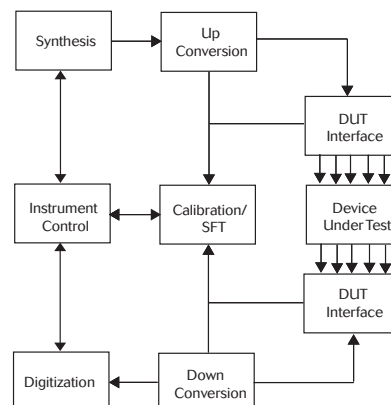 Synthesis
Up
Conversion
DUT
Interface
Instrument
Control
Calibration/
SFT
Device
Under Test
DUT
Interface
Digitization
Down
Conversion